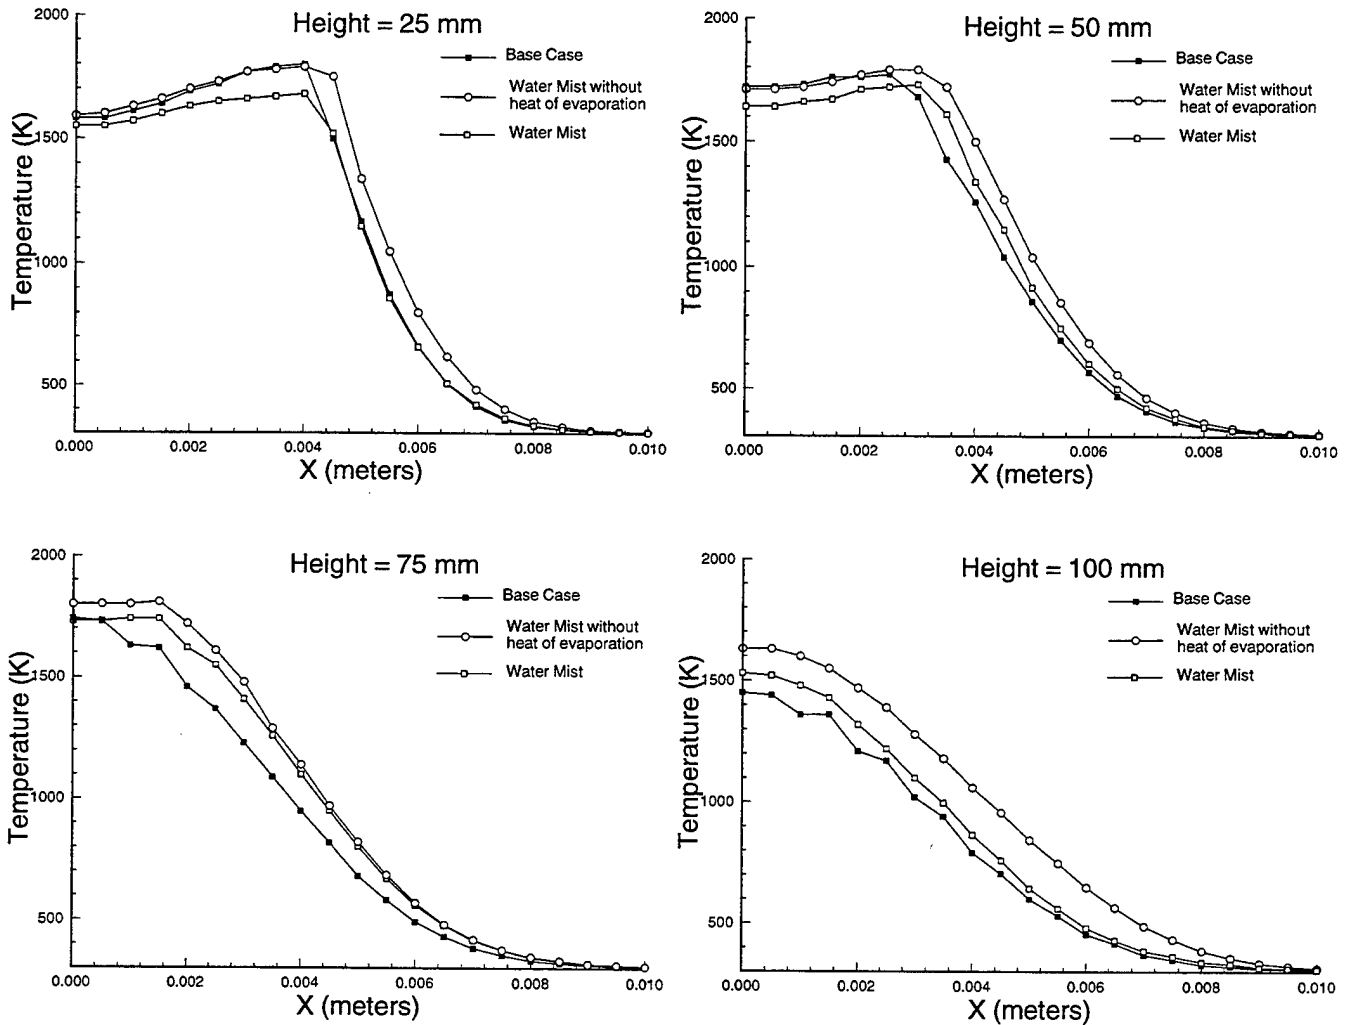 Height = 25 mm
Base Case
Water Mist without
heat of evaporation
Water Mist
Temperature (K)
2000
1500
1000
500
0.000 0.002 0.004 0.006 0.008 0.010
X (meters)
Height = 50 mm
Base Case
Water Mist without
heat of evaporation
Water Mist
Temperature (K)
2000
1500
1000
500
0.000 0.002 0.004 0.006 0.008 0.010
X (meters)
Height = 75 mm
Base Case
Water Mist without
heat of evaporation
Water Mist
Temperature (K)
2000
1500
1000
500
0.000 0.002 0.004 0.006 0.008 0.010
X (meters)
Height = 100 mm
Base Case
Water Mist without
heat of evaporation
Water Mist
Temperature (K)
2000
1500
1000
500
0.000 0.002 0.004 0.006 0.008 0.010
X (meters)